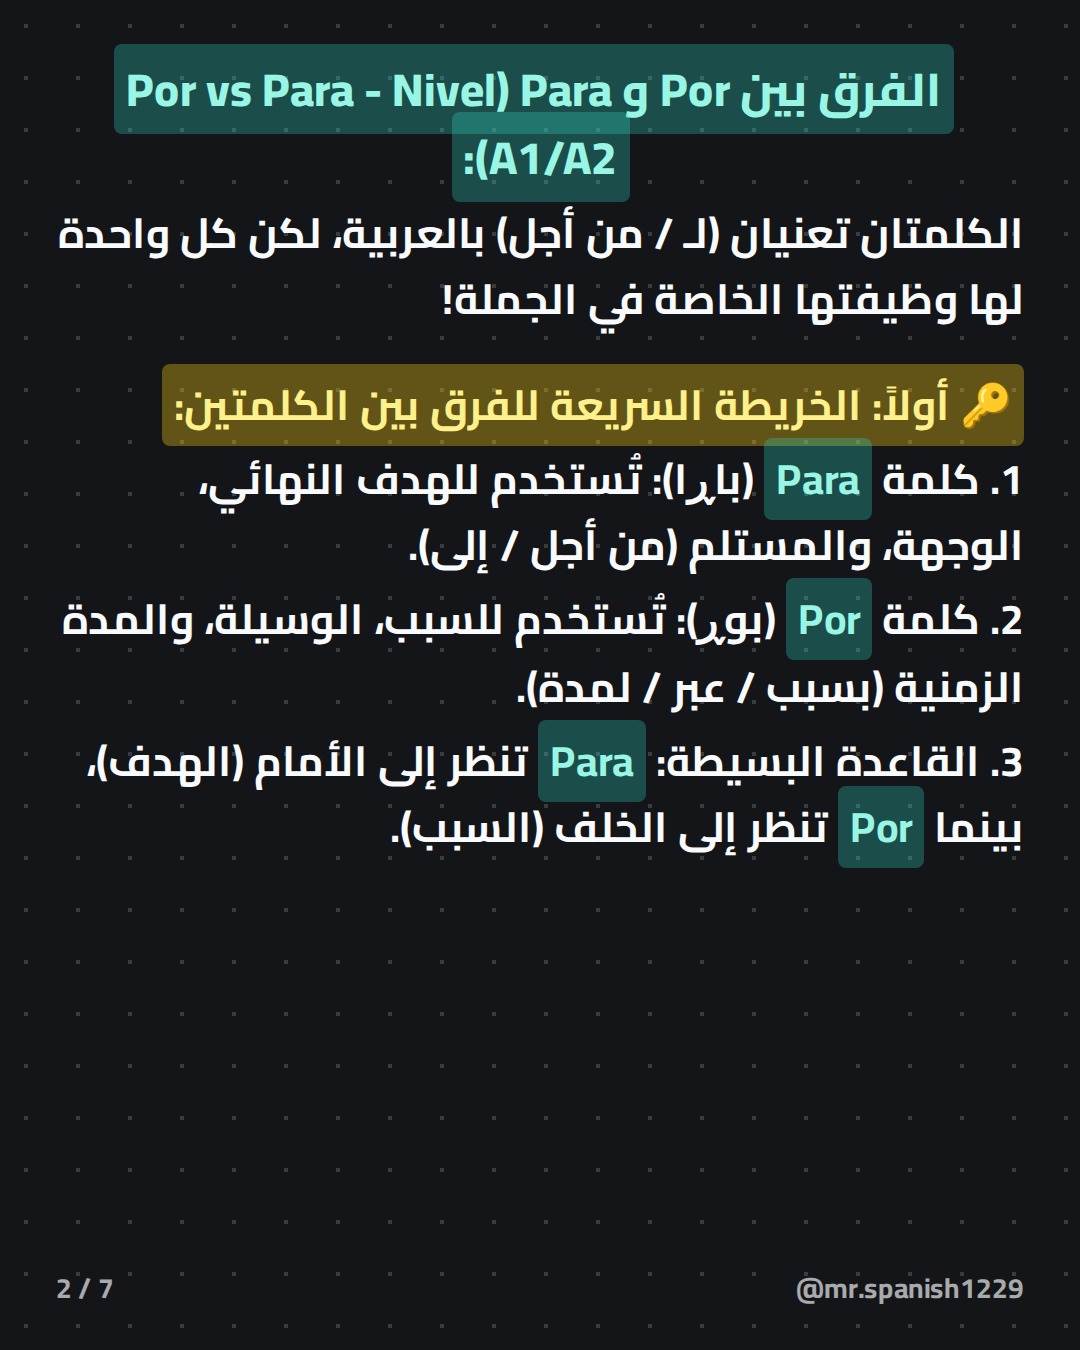 الفرق بين Por و Para (Por vs Para - Nivel
A1/A2):
الكلمتان تعنيان (لـ / من أجل) بالعربية، لكن كل واحدة
لها وظيفتها الخاصة في الجملة!
🔑 أولاً: الخريطة السريعة للفرق بين الكلمتين:
1. كلمة Para (باڕا): تُستخدم للهدف النهائي،
الوجهة، والمستلم (من أجل / إلى).
2. كلمة Por (بوڕ): تُستخدم للسبب، الوسيلة، والمدة
الزمنية (بسبب / عبر / لمدة).
3. القاعدة البسيطة: Para تنظر إلى الأمام (الهدف)،
بينما Por تنظر إلى الخلف (السبب).
2 / 7
@mr.spanish1229